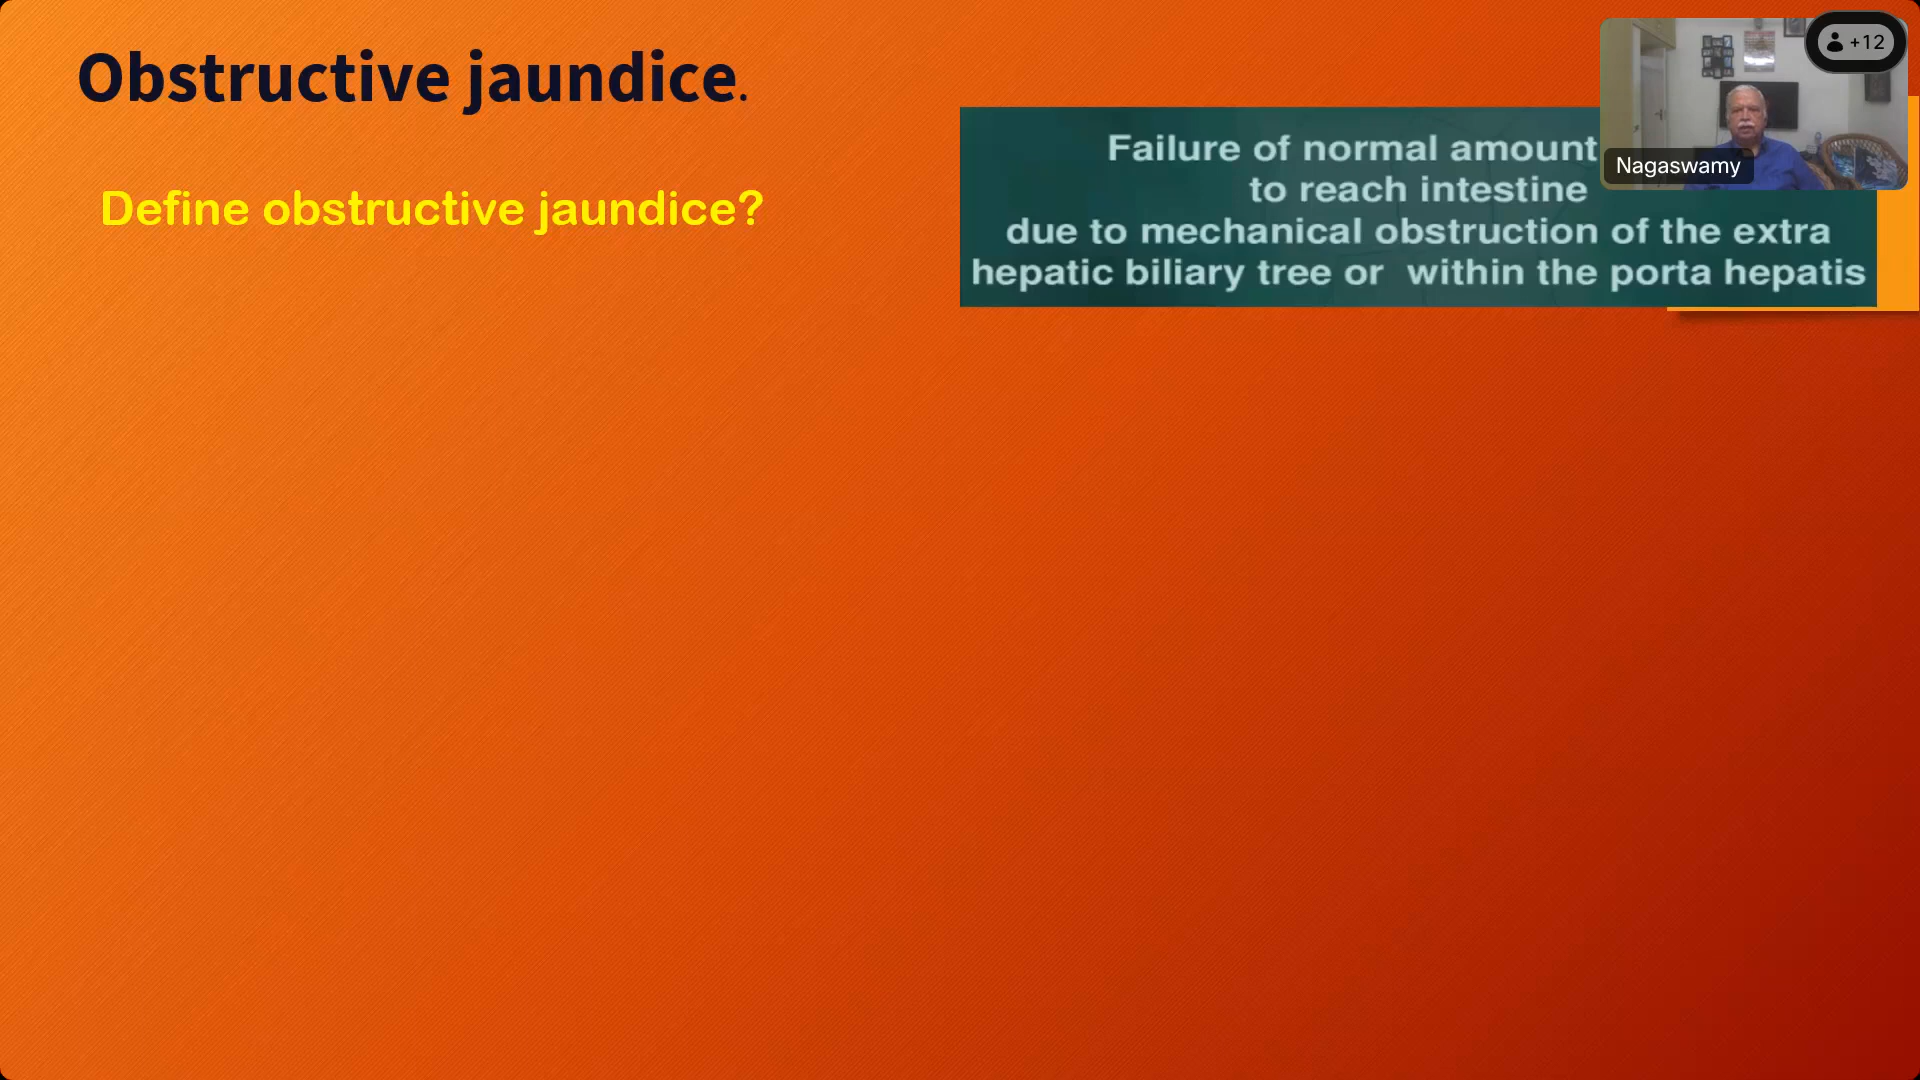 Obstructive jaundice.
Define obstructive jaundice?
Failure of normal amount
to reach intestine
due to mechanical obstruction of the extra
hepatic biliary tree or within the porta hepatis
+12
Nagaswamy